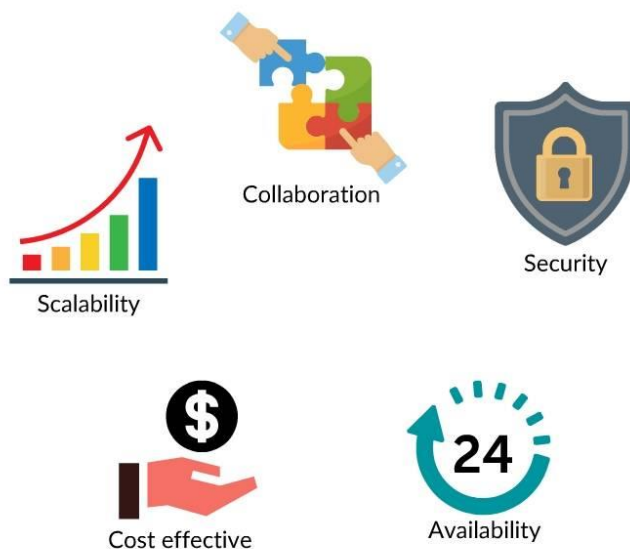 Collaboration
Scalability
Security
$
Cost effective
24
Availability